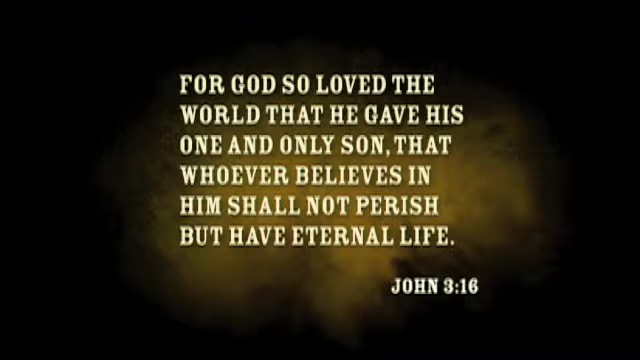 FOR GOD SO LOVED THE
WORLD THAT HE GAVE HIS
ONE AND ONLY SON, THAT
WHOEVER BELIEVES IN
HIM SHALL NOT PERISH
BUT HAVE ETERNAL LIFE.
JOHN 3:16